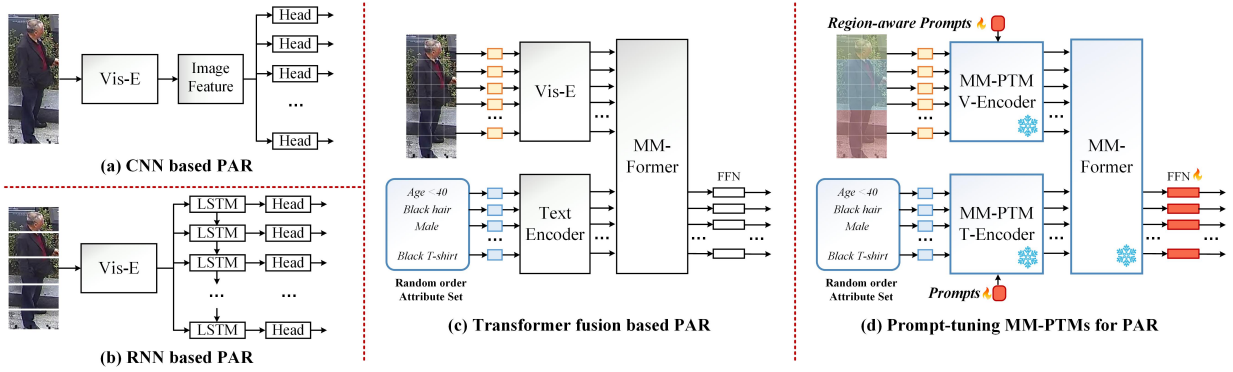 Vis-E
Image
Feature
Head
Head
Head
...
Head
(a) CNN based PAR
Vis-E
LSTM
Head
LSTM
Head
LSTM
Head
...
...
LSTM
Head
(b) RNN based PAR
Vis-E
...
...
MM-
Former
Age < 40
Black hair
Male
...
Black T-shirt
...
Text
Encoder
...
FFN
...
Random order
Attribute Set
(c) Transformer fusion based PAR
Region-aware Prompts
MM-PTM
V-Encoder
...
...
MM-
Former
Age < 40
Black hair
Male
...
Black T-shirt
...
MM-PTM
T-Encoder
...
FFN
...
Random order
Attribute Set
Prompts
(d) Prompt-tuning MM-PTMs for PAR